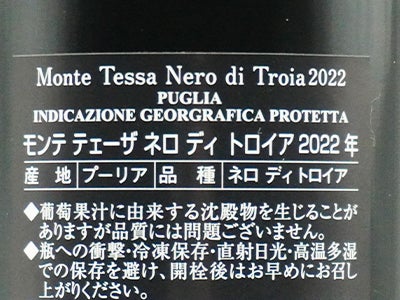 Monte Tessa Nero di Troia 2022
PUGLIA
INDICAZIONE GEORGRAFICA PROTETTA
モンテ テェーザ ネロ ディ トロイア 2022 年
産 地 プーリア 品 種 ネロ ディ トロイア
◆葡萄果汁に由来する沈殿物を生じることが
ありますが品質には問題ございません。
◆瓶への衝撃・冷凍保存・直射日光・高温多湿
での保存を避け、開栓後はお早めにお召し
上がりください。